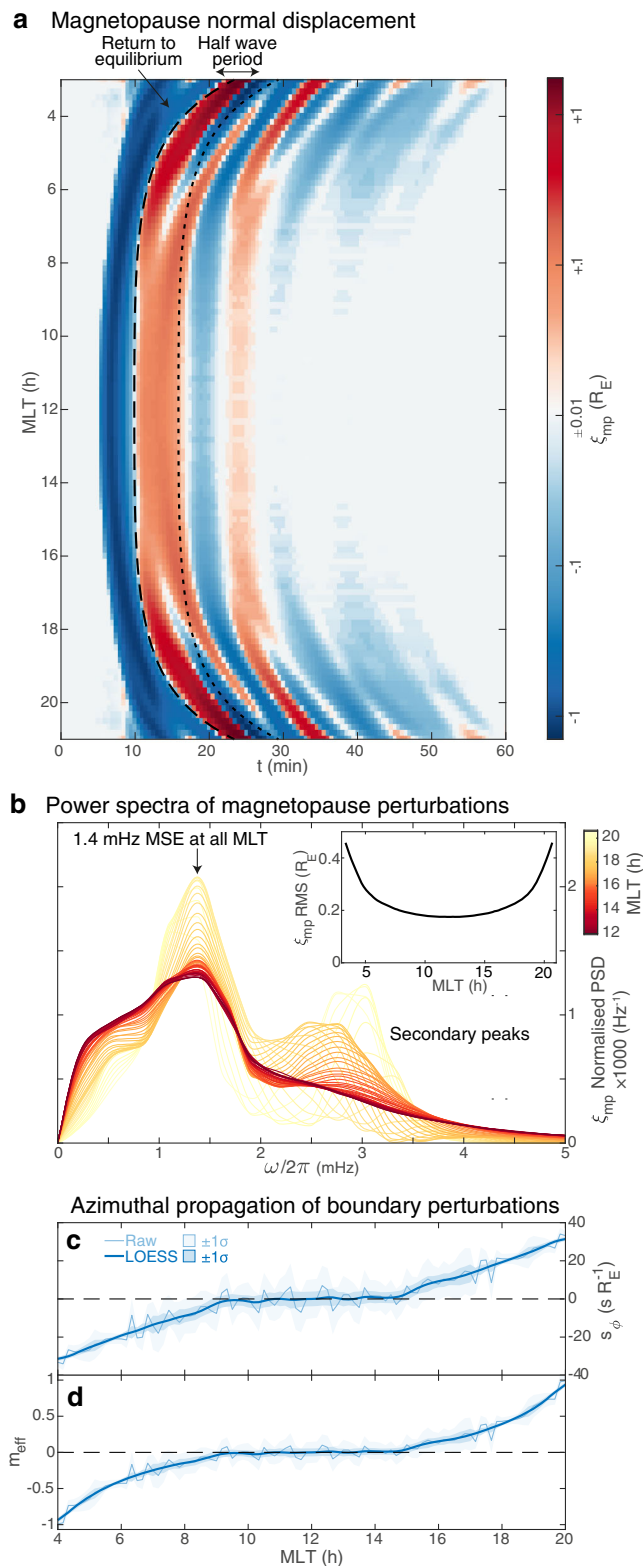 a Magnetopause normal displacement
Return to equilibrium
Half wave period
4
6
8
10
12
14
16
18
20
MLT (h)
0 10 20 30 40 50 60
t (min)
+1
+.1
±0.01
-.1
-1
ξmp (RE)
b Power spectra of magnetopause perturbations
1.4 mHz MSE at all MLT
0.4
0.2
0
ξmp RMS (RE)
5 10 15 20
MLT (h)
20
18
16
14
12
MLT (h)
Secondary peaks
2
1
0
ξmp Normalised PSD
×1000 (Hz-1)
0 1 2 3 4 5
ω/2π (mHz)
Azimuthal propagation of boundary perturbations
c
Raw ±1σ
LOESS ±1σ
40
20
0
-20
-40
sϕ (s RE-1)
d
1
0.5
0
-0.5
-1
meff
4 6 8 10 12 14 16 18 20
MLT (h)